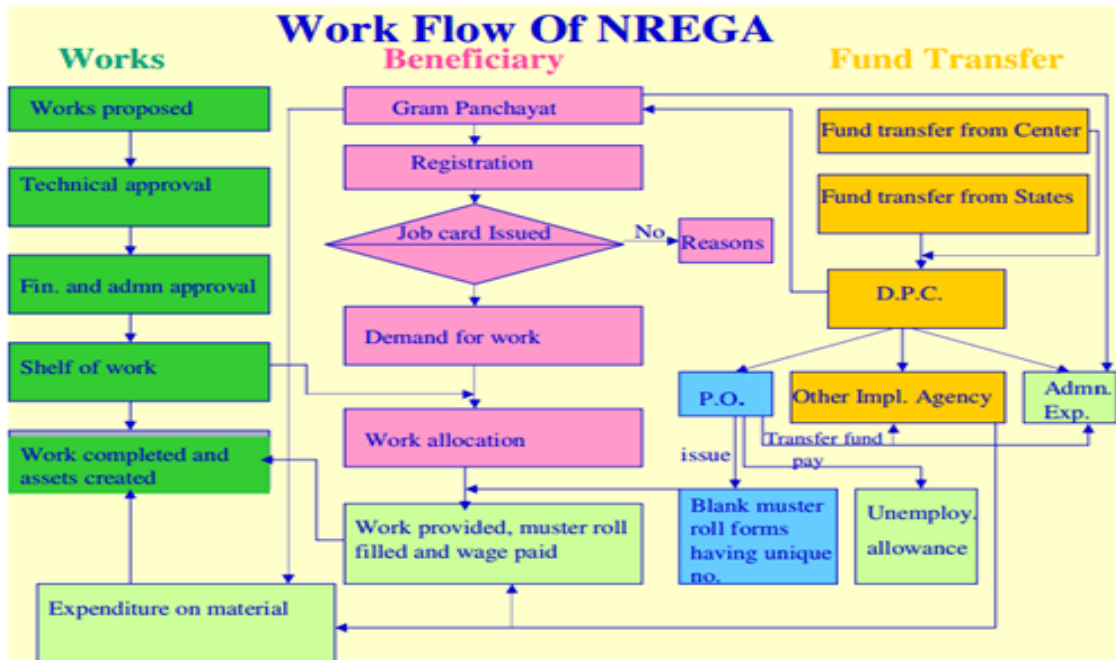 Work Flow Of NREGA
Works
Beneficiary
Fund Transfer
Works proposed
Technical approval
Fin. and admn approval
Shelf of work
Work completed and
assets created
Gram Panchayat
Registration
Job card Issued
No
Reasons
Demand for work
Work allocation
Work provided, muster roll
filled and wage paid
Expenditure on material
Fund transfer from Center
Fund transfer from States
D.P.C.
P.O.
Other Impl. Agency
Admn.
Exp.
issue
Transfer fund
pay
Blank muster
roll forms
having unique
no.
Unemploy.
allowance